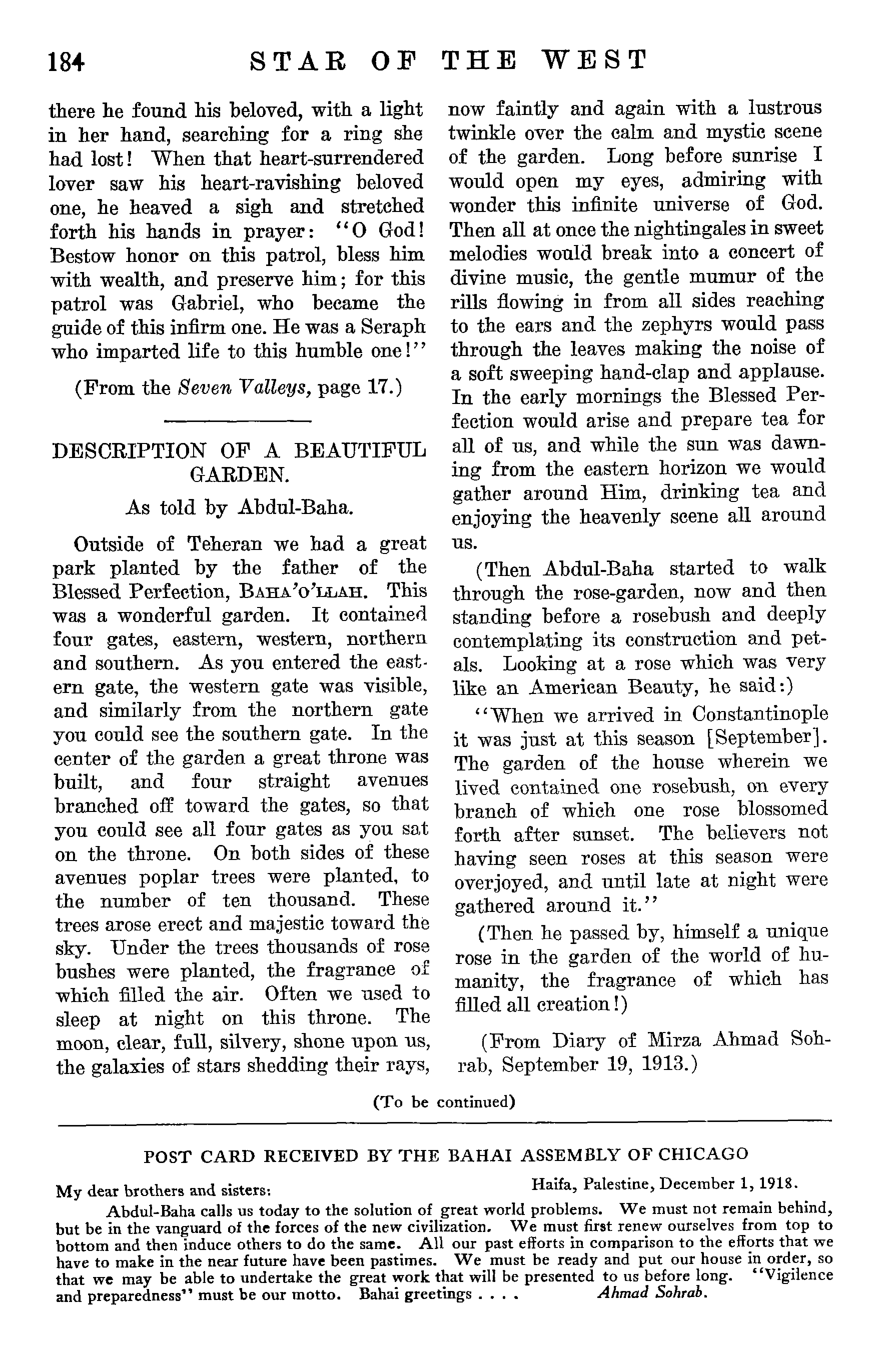 184 STAR OF THE WEST
there he found his beloved, with a light
in her hand, searching for a ring she
had lost! When that heart-surrendered
lover saw his heart-ravishing beloved
one, he heaved a sigh and stretched
forth his hands in prayer: “O God!
Bestow honor on this patrol, bless him
with wealth, and preserve him; for this
patrol was Gabriel, who became the
guide of this infirm one. He was a Seraph
who imparted life to this humble one!”
(From the Seven Valleys, page 17.)
DESCRIPTION OF A BEAUTIFUL
GARDEN.
As told by Abdul-Baha.
Outside of Teheran we had a great
park planted by the father of the
Blessed Perfection, BAHA’O’LLAH. This
was a wonderful garden. It contained
four gates, eastern, western, northern
and southern. As you entered the east-
ern gate, the western gate was visible,
and similarly from the northern gate
you could see the southern gate. In the
center of the garden a great throne was
built, and four straight avenues
branched off toward the gates, so that
you could see all four gates as you sat
on the throne. On both sides of these
avenues poplar trees were planted, to
the number of ten thousand. These
trees arose erect and majestic toward the
sky. Under the trees thousands of rose
bushes were planted, the fragrance of
which filled the air. Often we used to
sleep at night on this throne. The
moon, clear, full, silvery, shone upon us,
the galaxies of stars shedding their rays,
now faintly and again with a lustrous
twinkle over the calm and mystic scene
of the garden. Long before sunrise I
would open my eyes, admiring with
wonder this infinite universe of God.
Then all at once the nightingales in sweet
melodies would break into a concert of
divine music, the gentle mumur of the
rills flowing in from all sides reaching
to the ears and the zephyrs would pass
through the leaves making the noise of
a soft sweeping hand-clap and applause.
In the early mornings the Blessed Per-
fection would arise and prepare tea for
all of us, and while the sun was dawn-
ing from the eastern horizon we would
gather around Him, drinking tea and
enjoying the heavenly scene all around
us.
(Then Abdul-Baha started to walk
through the rose-garden, now and then
standing before a rosebush and deeply
contemplating its construction and pet-
als. Looking at a rose which was very
like an American Beauty, he said:)
“When we arrived in Constantinople
it was just at this season [September].
The garden of the house wherein we
lived contained one rosebush, on every
branch of which one rose blossomed
forth after sunset. The believers not
having seen roses at this season were
overjoyed, and until late at night were
gathered around it.”
(Then he passed by, himself a unique
rose in the garden of the world of hu-
manity, the fragrance of which has
filled all creation!)
(From Diary of Mirza Ahmad Soh-
rab, September 19, 1913.)
(To be continued)
POST CARD RECEIVED BY THE BAHAI ASSEMBLY OF CHICAGO
My dear brothers and sisters: Haifa, Palestine, December 1, 1918.
Abdul-Baha calls us today to the solution of great world problems. We must not remain behind,
but be in the vanguard of the forces of the new civilization. We must first renew ourselves from top to
bottom and then induce others to do the same. All our past efforts in comparison to the efforts that we
have to make in the near future have been pastimes. We must be ready and put our house in order, so
that we may be able to undertake the great work that will be presented to us before long. “Vigilence
and preparedness” must be our motto. Bahai greetings . . . . Ahmad Sohrab.